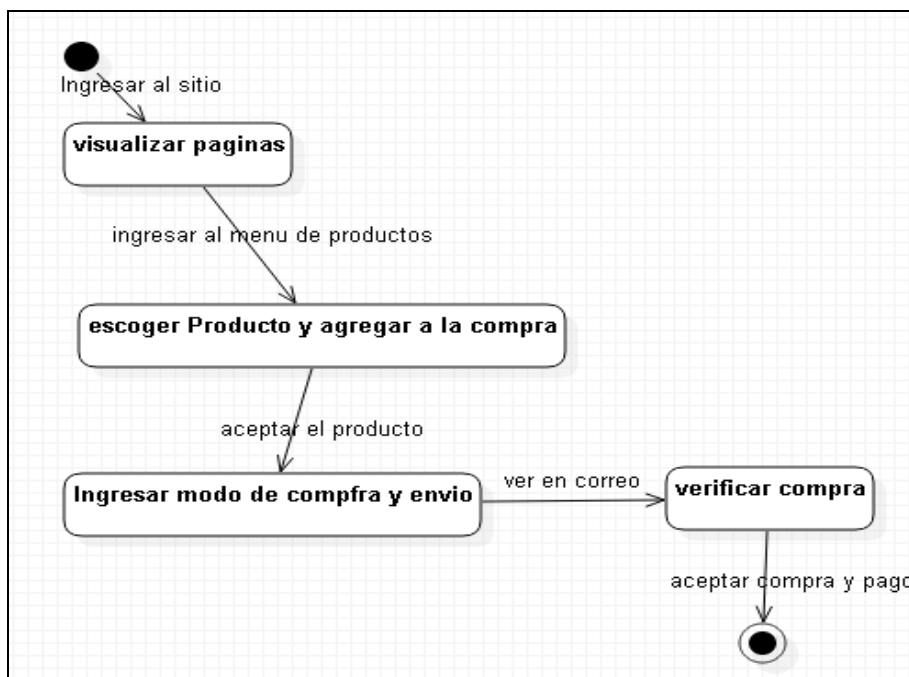 Ingresar al sitio
visualizar paginas
ingresar al menu de productos
escoger Producto y agregar a la compra
aceptar el producto
Ingresar modo de compfra y envio
ver en correo
verificar compra
aceptar compra y pago